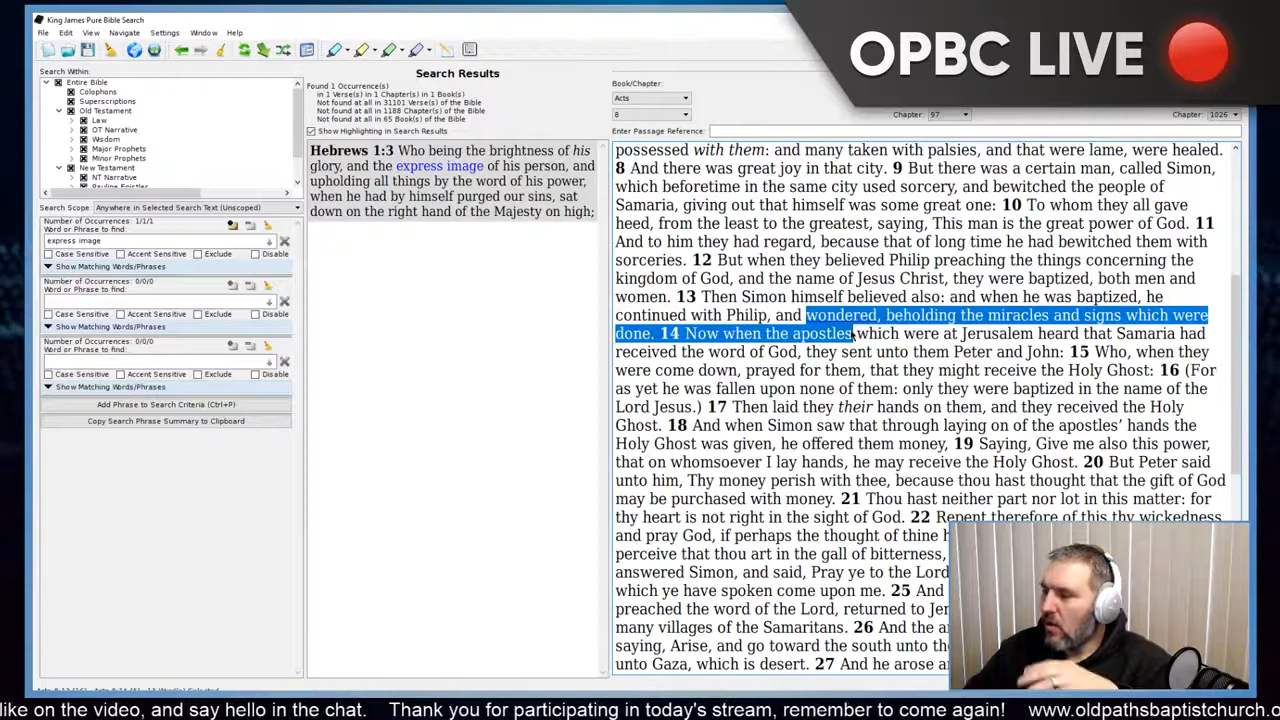 King James Pure Bible Search
OPBC LIVE
File Edit View Navigate Settings Window Help
Search Within:
Entire Bible
Colophons
Superscriptions
Old Testament
Law
OT Narrative
Wisdom
Major Prophets
Minor Prophets
New Testament
NT Narrative
Pauline Epistles
Search Scope: Anywhere in Selected Search Text (Unscoped)
Number of Occurrences: 1/1/1
Word or Phrase to find:
express image
Case Sensitive Accent Sensitive Exclude Disable
Show Matching Words/Phrases
Number of Occurrences: 0/0/0
Word or Phrase to find:
Case Sensitive Accent Sensitive Exclude Disable
Show Matching Words/Phrases
Number of Occurrences: 0/0/0
Word or Phrase to find:
Case Sensitive Accent Sensitive Exclude Disable
Show Matching Words/Phrases
Add Phrase to Search Criteria (Ctrl+P)
Copy Search Phrase Summary to Clipboard
Search Results
Found 1 Occurrence(s)
in 1 Verse(s) in 1 Chapter(s) in 1 Book(s)
Not found at all in 31101 Verse(s) of the Bible
Not found at all in 1188 Chapter(s) of the Bible
Not found at all in 65 Book(s) of the Bible
Show Highlighting in Search Results
Hebrews 1:3 Who being the brightness of his
glory, and the express image of his person, and
upholding all things by the word of his power,
when he had by himself purged our sins, sat
down on the right hand of the Majesty on high;
Book/Chapter:
Acts
8
Chapter: 97
Chapter: 1026
Enter Passage Reference:
possessed with them: and many taken with palsies, and that were lame, were healed.
8 And there was great joy in that city. 9 But there was a certain man, called Simon,
which beforetime in the same city used sorcery, and bewitched the people of
Samaria, giving out that himself was some great one: 10 To whom they all gave
heed, from the least to the greatest, saying, This man is the great power of God. 11
And to him they had regard, because that of long time he had bewitched them with
sorceries. 12 But when they believed Philip preaching the things concerning the
kingdom of God, and the name of Jesus Christ, they were baptized, both men and
women. 13 Then Simon himself believed also: and when he was baptized, he
continued with Philip, and wondered, beholding the miracles and signs which were
done. 14 Now when the apostles which were at Jerusalem heard that Samaria had
received the word of God, they sent unto them Peter and John: 15 Who, when they
were come down, prayed for them, that they might receive the Holy Ghost: 16 (For
as yet he was fallen upon none of them: only they were baptized in the name of the
Lord Jesus.) 17 Then laid they their hands on them, and they received the Holy
Ghost. 18 And when Simon saw that through laying on of the apostles’ hands the
Holy Ghost was given, he offered them money, 19 Saying, Give me also this power,
that on whomsoever I lay hands, he may receive the Holy Ghost. 20 But Peter said
unto him, Thy money perish with thee, because thou hast thought that the gift of God
may be purchased with money. 21 Thou hast neither part nor lot in this matter: for
thy heart is not right in the sight of God. 22 Repent therefore of this thy wickedness,
and pray God, if perhaps the thought of thine h
perceive that thou art in the gall of bitterness,
answered Simon, and said, Pray ye to the Lord
which ye have spoken come upon me. 25 And
preached the word of the Lord, returned to Jer
many villages of the Samaritans. 26 And the an
saying, Arise, and go toward the south unto the
unto Gaza, which is desert. 27 And he arose an
like on the video, and say hello in the chat. Thank you for participating in today's stream, remember to come again! www.oldpathsbaptistchurch.o